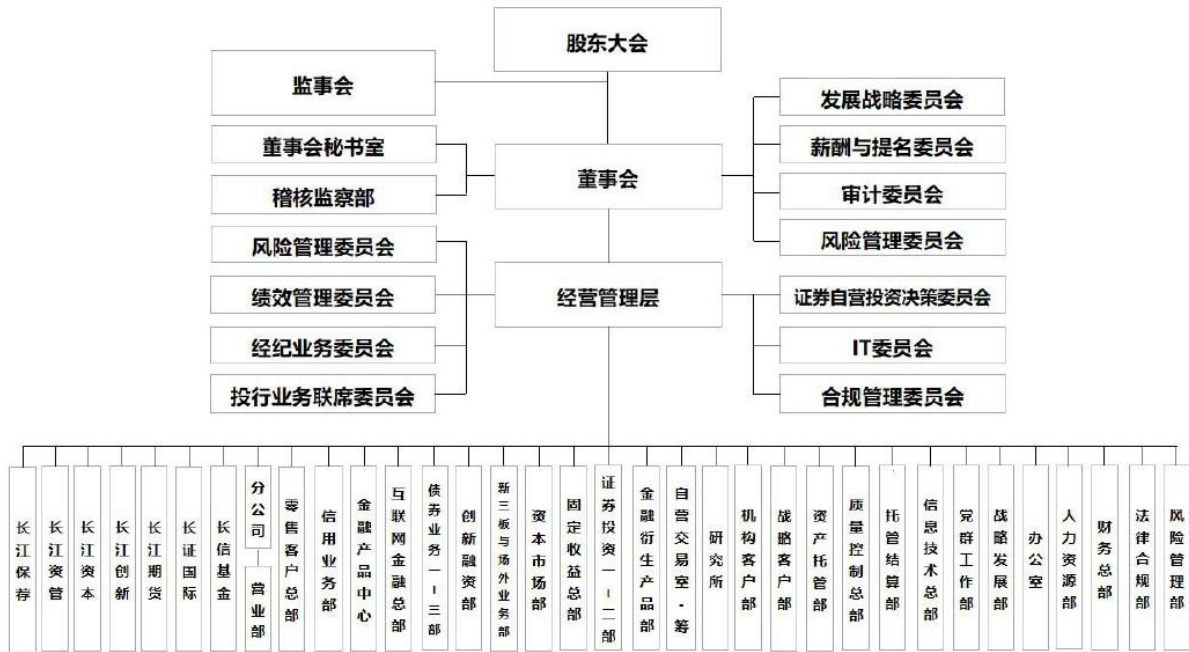 股东大会
监事会
董事会秘书室
稽核监察部
董事会
发展战略委员会
薪酬与提名委员会
审计委员会
风险管理委员会
风险管理委员会
绩效管理委员会
经纪业务委员会
投行业务联席委员会
经营管理层
证券自营投资决策委员会
IT委员会
合规管理委员会
长江保荐
长江资管
长江资本
长江创新
长江期货
长证国际
长信基金
分公司
营业部
零售客户总部
信用业务部
金融产品中心
互联网金融总部
债券业务一-三部
创新融资部
新三板与场外业务部
资本市场部
固定收益总部
证券投资一-二部
金融衍生产品部
自营交易室·筹
研究所
机构客户部
战略客户部
资产托管部
质量控制总部
托管结算部
信息技术总部
党群工作部
战略发展部
办公室
人力资源部
财务总部
法律合规部
风险管理部